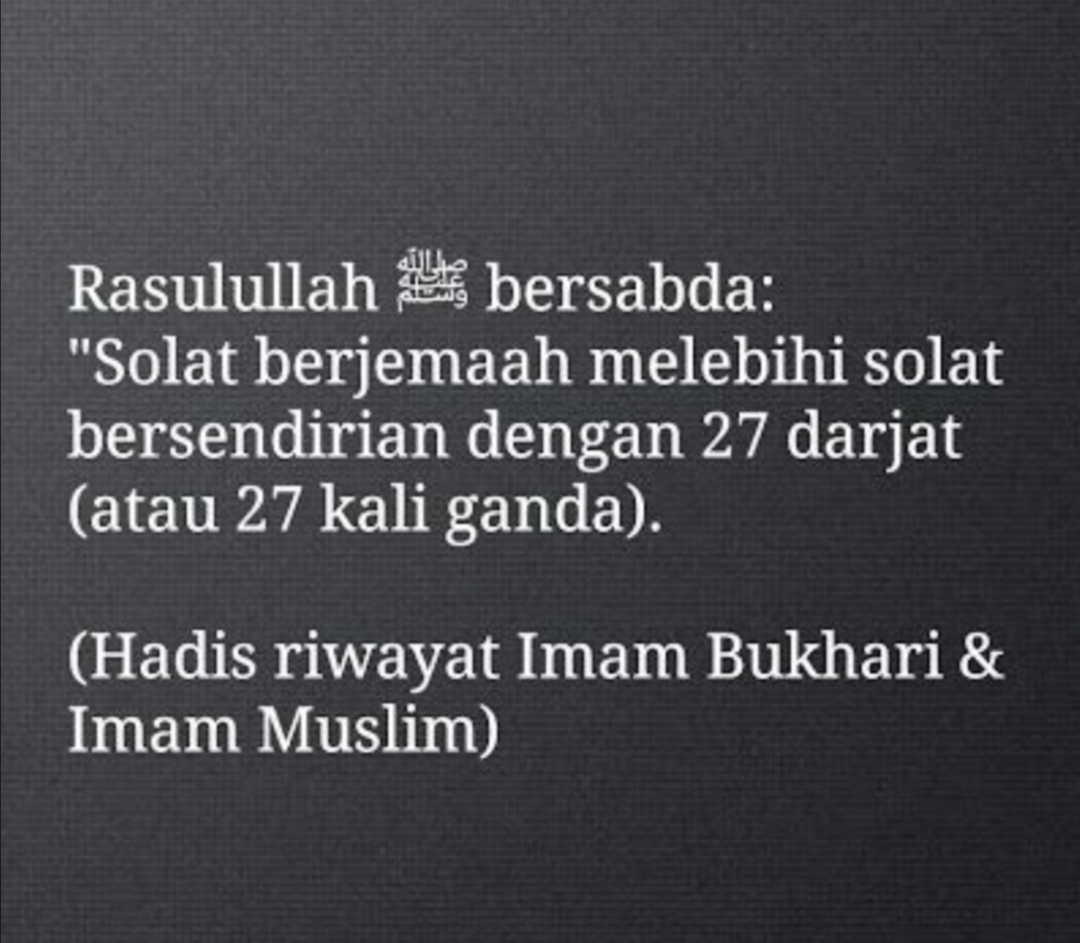 Rasulullah ﷺ bersabda:
"Solat berjemaah melebihi solat
bersendirian dengan 27 darjat
(atau 27 kali ganda).
(Hadis riwayat Imam Bukhari &
Imam Muslim)